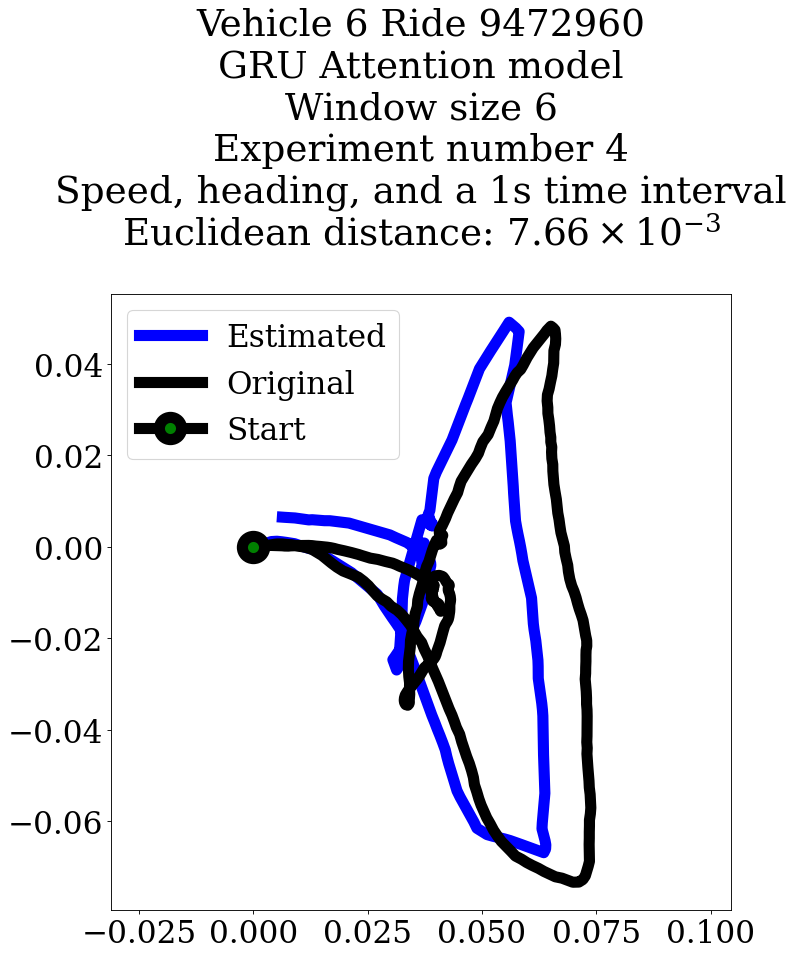 Vehicle 6 Ride 9472960
GRU Attention model
Window size 6
Experiment number 4
Speed, heading, and a 1s time interval
Euclidean distance: 7.66 × 10⁻³
Estimated
Original
Start
0.04
0.02
0.00
−0.02
−0.04
−0.06
−0.025 0.000 0.025 0.050 0.075 0.100